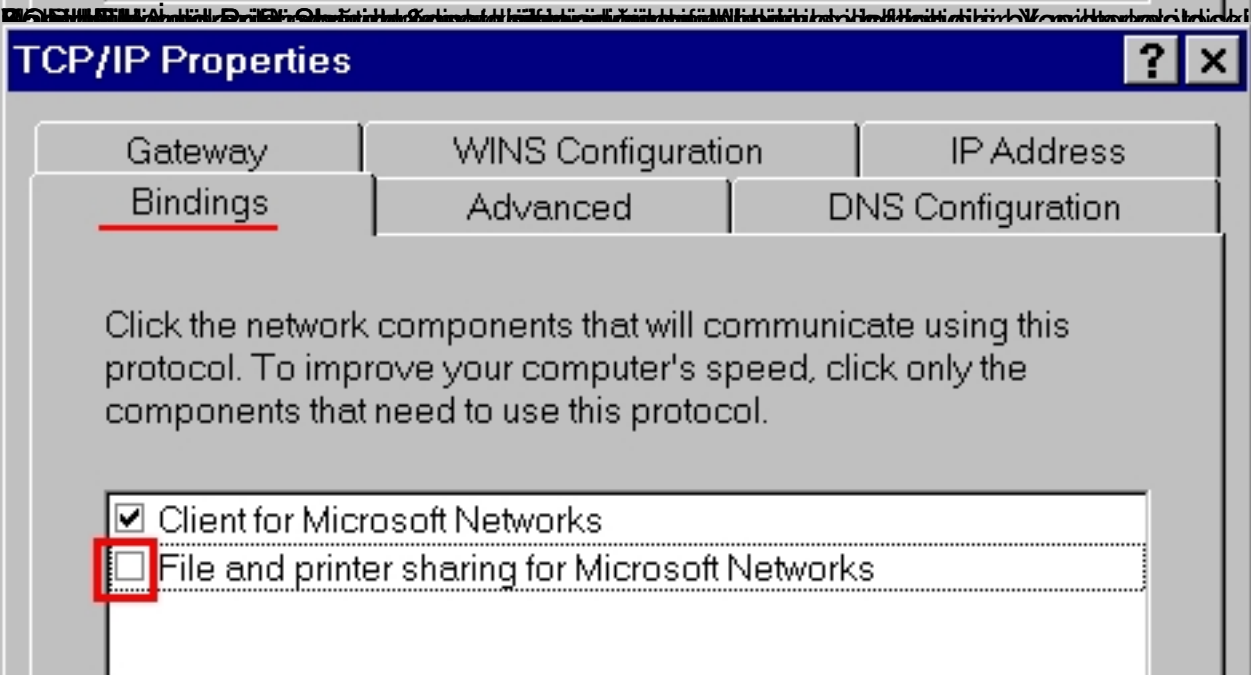 TCP/IP Properties
Gateway WINS Configuration IP Address
Bindings Advanced DNS Configuration
Click the network components that will communicate using this
protocol. To improve your computer's speed, click only the
components that need to use this protocol.
Client for Microsoft Networks
File and printer sharing for Microsoft Networks